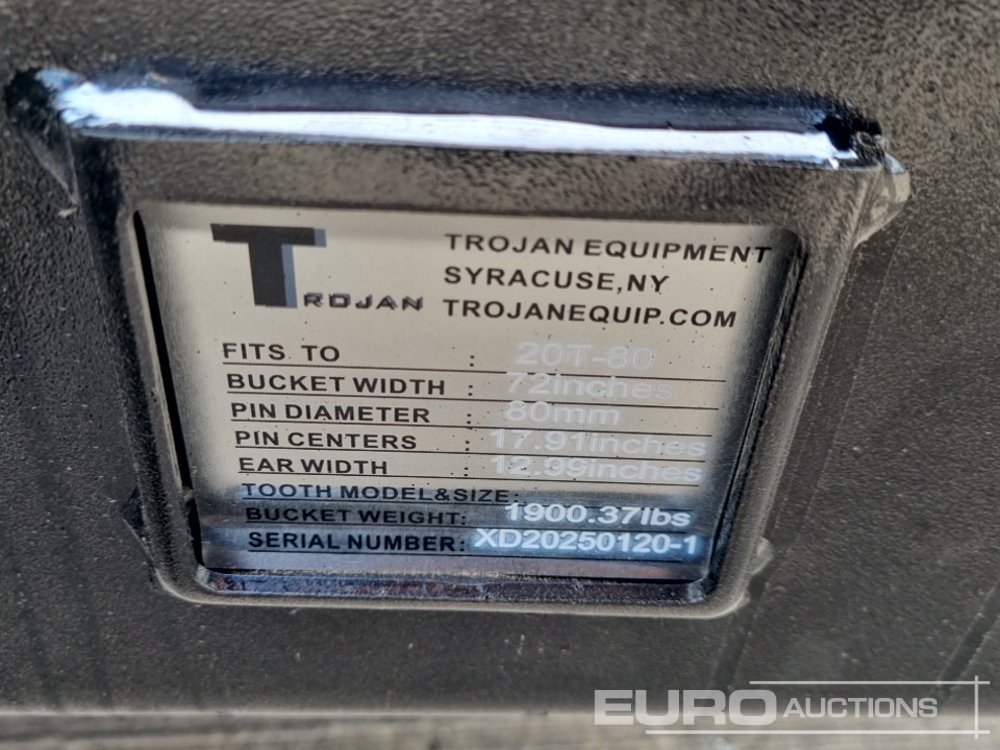 TROJAN
TROJAN EQUIPMENT
SYRACUSE,NY
TROJANEQUIP.COM
FITS TO : 20T-80
BUCKET WIDTH : 72inches
PIN DIAMETER : 80mm
PIN CENTERS : 17.91inches
EAR WIDTH : 12.99inches
TOOTH MODEL&SIZE:
BUCKET WEIGHT: 1900.37lbs
SERIAL NUMBER: XD20250120-1
EURO AUCTIONS